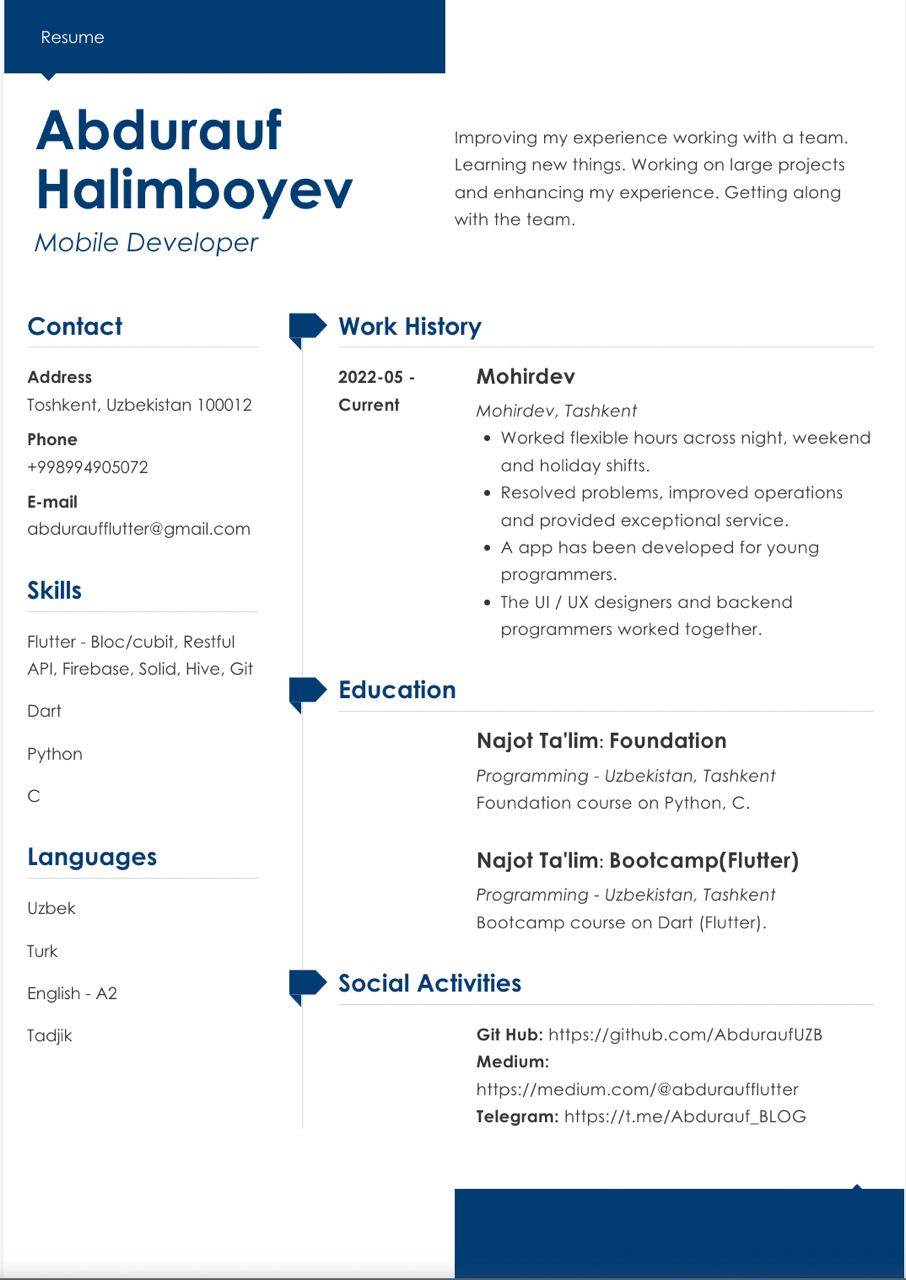 Resume
Abdurauf
Halimboyev
Mobile Developer
Improving my experience working with a team.
Learning new things. Working on large projects
and enhancing my experience. Getting along
with the team.
Contact
Address
Toshkent, Uzbekistan 100012
Phone
+998994905072
E-mail
abduraufflutter@gmail.com
Skills
Flutter - Bloc/cubit, Restful
API, Firebase, Solid, Hive, Git
Dart
Python
C
Languages
Uzbek
Turk
English - A2
Tadjik
Work History
2022-05 -
Current
Mohirdev
Mohirdev, Tashkent
• Worked flexible hours across night, weekend
and holiday shifts.
• Resolved problems, improved operations
and provided exceptional service.
• A app has been developed for young
programmers.
• The UI / UX designers and backend
programmers worked together.
Education
Najot Ta'lim: Foundation
Programming - Uzbekistan, Tashkent
Foundation course on Python, C.
Najot Ta'lim: Bootcamp(Flutter)
Programming - Uzbekistan, Tashkent
Bootcamp course on Dart (Flutter).
Social Activities
Git Hub: https://github.com/AbduraufUZB
Medium:
https://medium.com/@abduraufflutter
Telegram: https://t.me/Abdurauf_BLOG